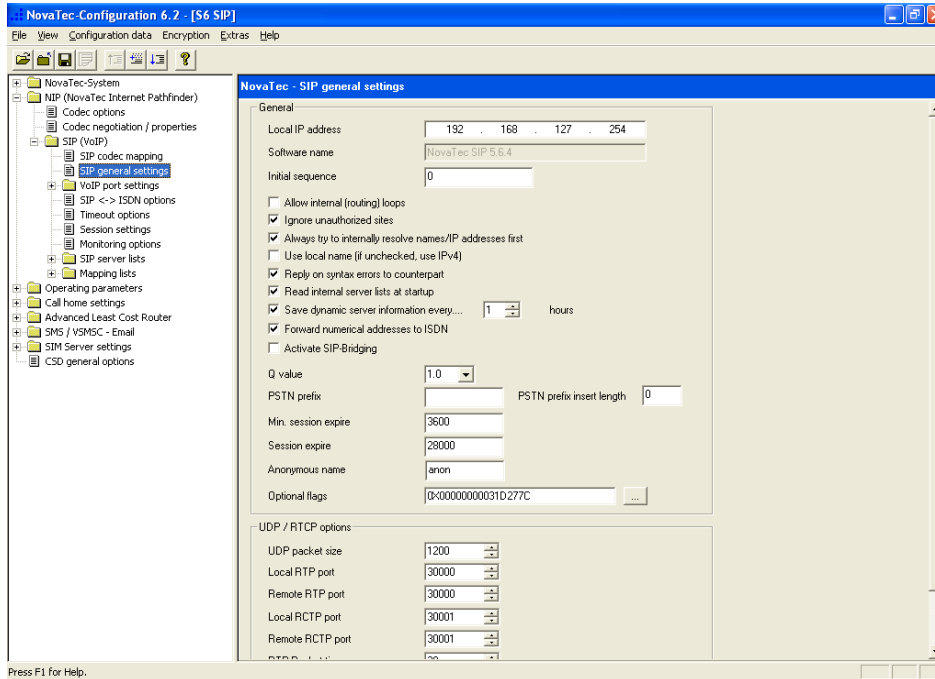 NovaTec-Configuration 6.2 - [S6 SIP]
File View Configuration data Encryption Extras Help
NovaTec-System
NIP (NovaTec Internet Pathfinder)
Codec options
Codec negotiation / properties
SIP (VoIP)
SIP codec mapping
SIP general settings
VoIP port settings
SIP <-> ISDN options
Timeout options
Session settings
Monitoring options
SIP server lists
Mapping lists
Operating parameters
Call home settings
Advanced Least Cost Router
SMS / VSMSC - Email
SIM Server settings
CSD general options
NovaTec - SIP general settings
General
Local IP address 192 . 168 . 127 . 254
Software name NovaTec SIP 5.6.4
Initial sequence 0
Allow internal (routing) loops
Ignore unauthorized sites
Always try to internally resolve names/IP addresses first
Use local name (if unchecked, use IPv4)
Reply on syntax errors to counterpart
Read internal server lists at startup
Save dynamic server information every.... 1 hours
Forward numerical addresses to ISDN
Activate SIP-Bridging
Q value 1.0
PSTN prefix PSTN prefix insert length 0
Min. session expire 3600
Session expire 28000
Anonymous name anon
Optional flags 0X00000000031D277C ...
UDP / RTCP options
UDP packet size 1200
Local RTP port 30000
Remote RTP port 30000
Local RCTP port 30001
Remote RCTP port 30001
Press F1 for Help.